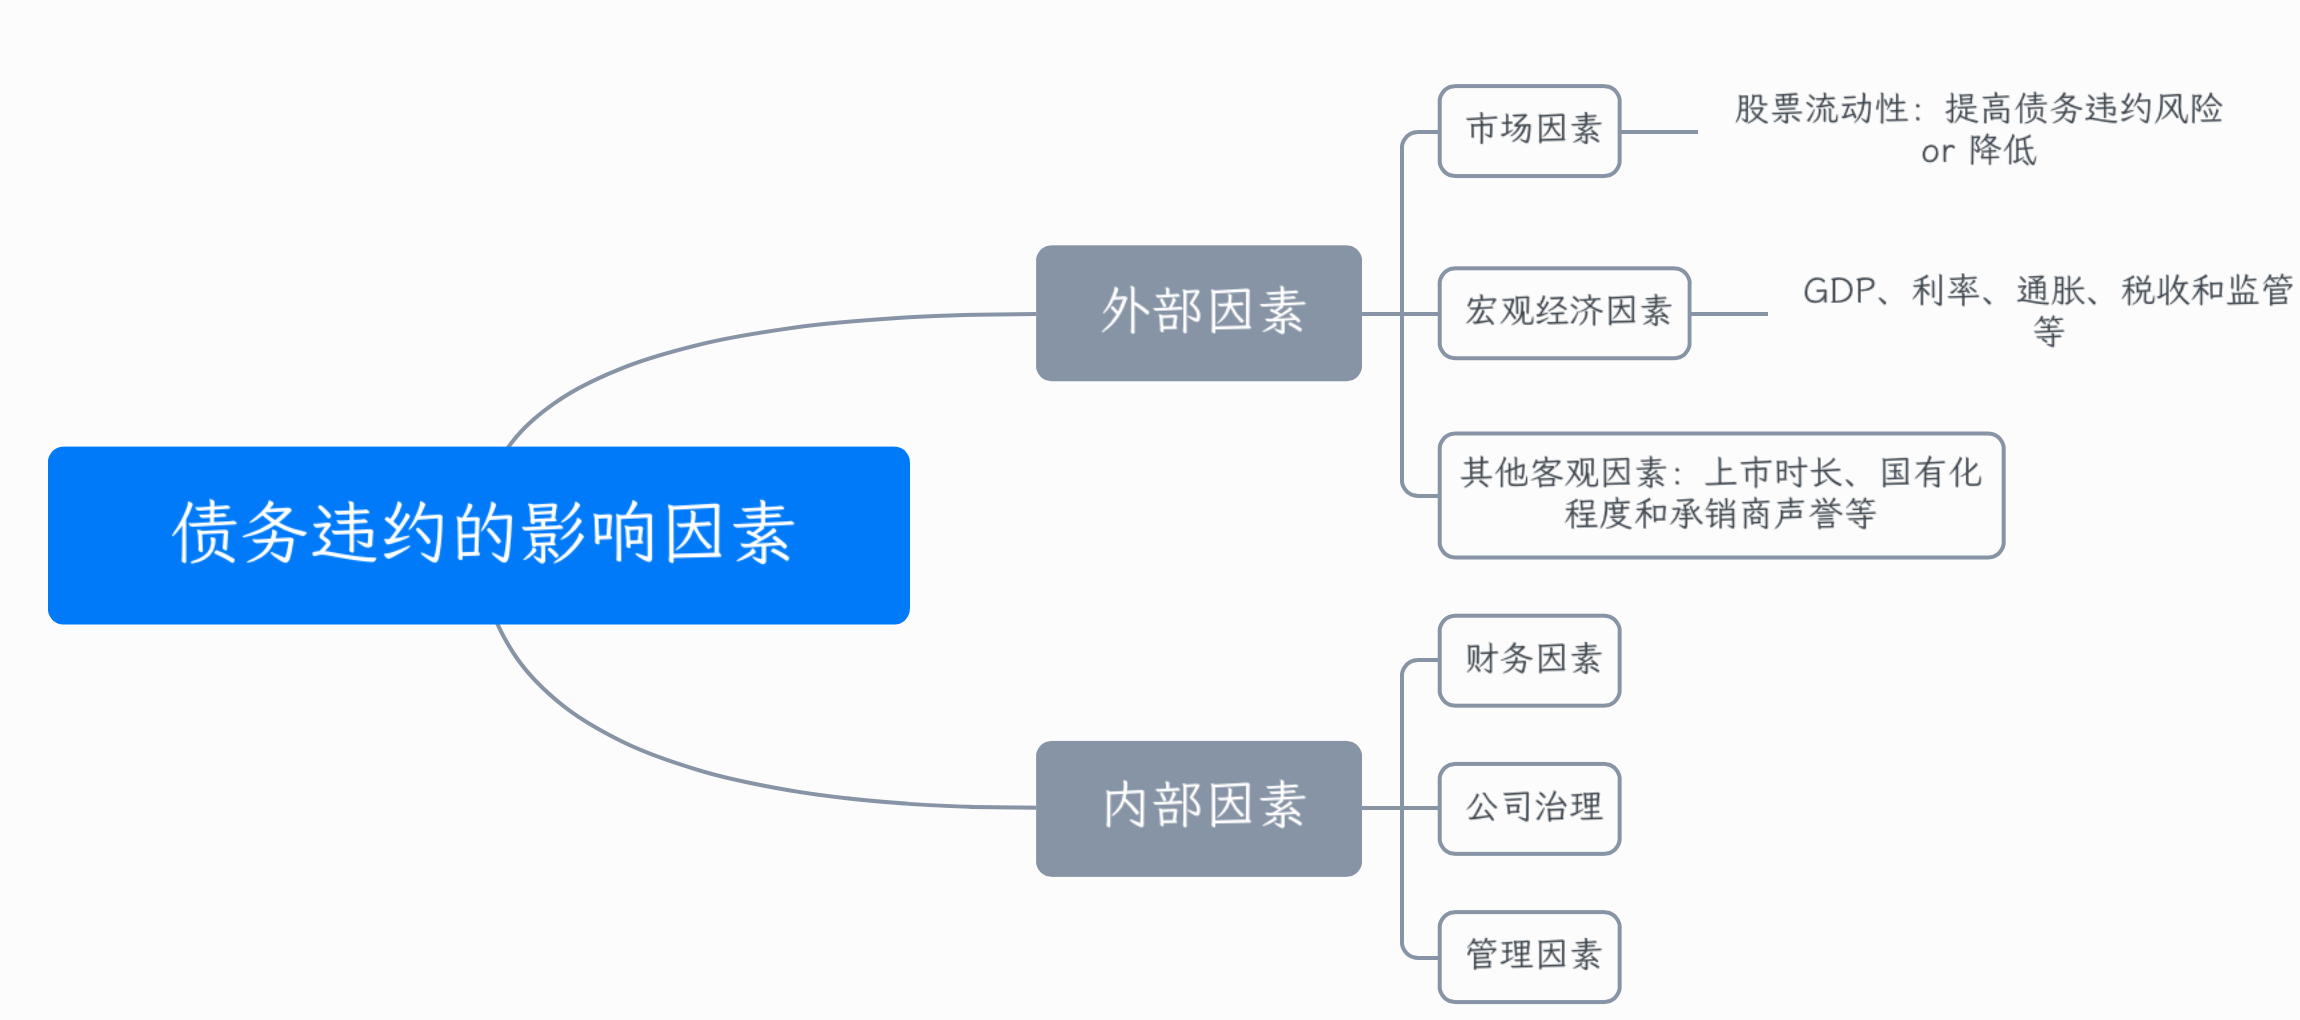 债务违约的影响因素
外部因素
市场因素
股票流动性：提高债务违约风险
or 降低
宏观经济因素
GDP、利率、通胀、税收和监管
等
其他客观因素：上市时长、国有化
程度和承销商声誉等
内部因素
财务因素
公司治理
管理因素